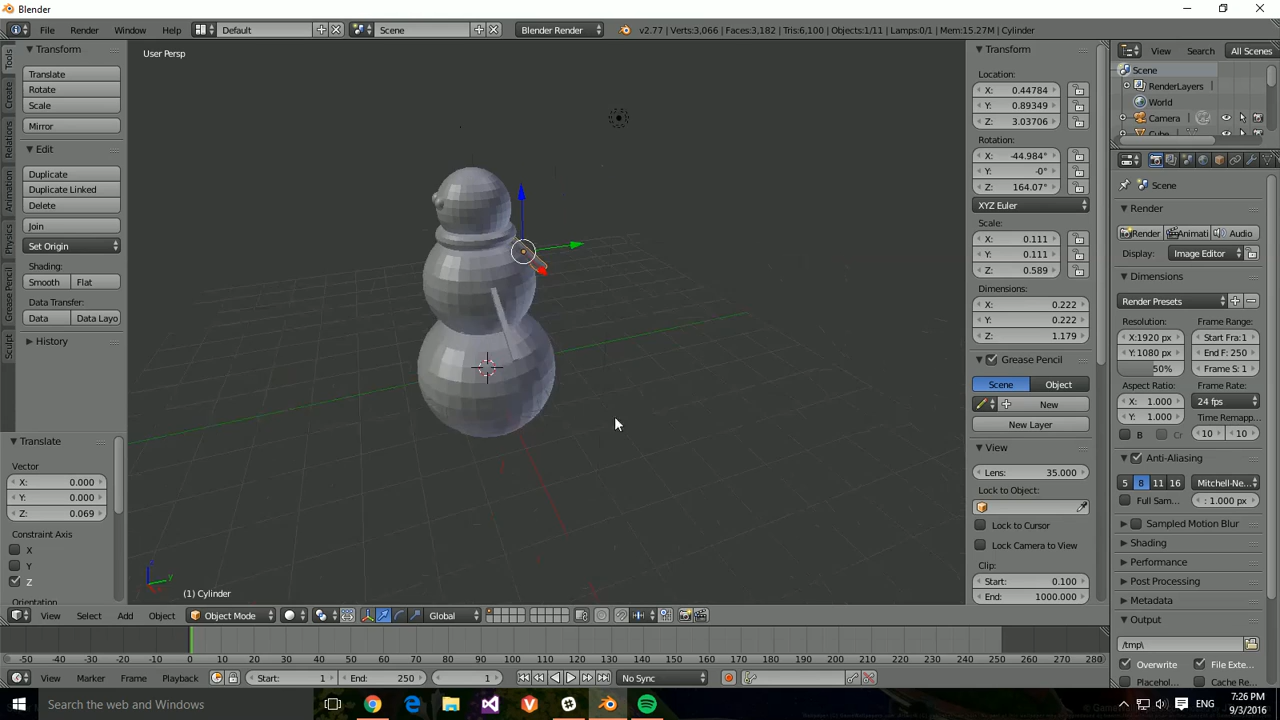 Blender
File Render Window Help Default Scene Blender Render v2.77 | Verts:3,066 | Faces:3,182 | Tris:6,100 | Objects:1/11 | Lamps:0/1 | Mem:15.27M | Cylinder View Search All Scenes
Tools
Create
Relations
Animation
Physics
Grease Pencil
Sculpt
Transform
Translate
Rotate
Scale
Mirror
Edit
Duplicate
Duplicate Linked
Delete
Join
Set Origin
Shading:
Smooth Flat
Data Transfer:
Data Data Layo
History
Translate
Vector
X: 0.000
Y: 0.000
Z: 0.069
Constraint Axis
X
Y
Z
Orientation
User Persp
(1) Cylinder
Transform
Location:
X: 0.44784
Y: 0.89349
Z: 3.03706
Rotation:
X: -44.984°
Y: -0°
Z: 164.07°
XYZ Euler
Scale:
X: 0.111
Y: 0.111
Z: 0.589
Dimensions:
X: 0.222
Y: 0.222
Z: 1.179
Grease Pencil
Scene Object
New
New Layer
View
Lens: 35.000
Lock to Object:
Lock to Cursor
Lock Camera to View
Clip:
Start: 0.100
End: 1000.000
Scene
RenderLayers
World
Camera
Cube
Scene
Render
Render Animati Audio
Display: Image Editor
Dimensions
Render Presets
Resolution: Frame Range:
X:1920 px Start Fra:1
Y: 1080 px End F: 250
50% Frame S: 1
Aspect Ratio: Frame Rate:
X: 1.000 24 fps
Y: 1.000 Time Remapp...
B Cr 10 10
Anti-Aliasing
5 8 11 16 Mitchell-Ne...
Full Sam... : 1.000 px
Sampled Motion Blur
Shading
Performance
Post Processing
Metadata
Output
/tmp\
Overwrite File Exte...
Placehol... Cache Re...
View Select Add Object Object Mode Global
-50 -40 -30 -20 -10 0 10 20 30 40 50 60 70 80 90 100 110 120 130 140 150 160 170 180 190 200 210 220 230 240 250 260 270 280
View Marker Frame Playback Start: 1 End: 250 1 No Sync
Search the web and Windows
ENG
7:26 PM
9/3/2016